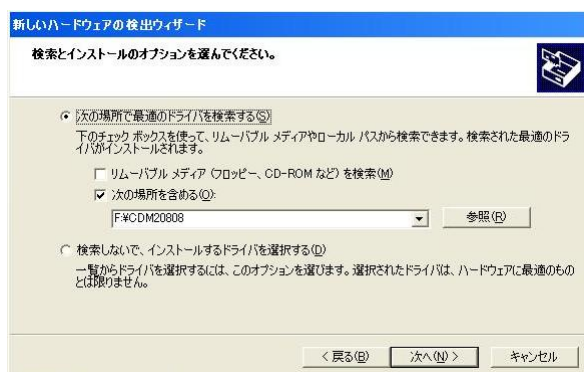 新しいハードウェアの検出ウィザード
検索とインストールのオプションを選んでください。
次の場所で最適のドライバを検索する(S)
下のチェック ボックスを使って、リムーバブル メディアやローカル パスから検索できます。検索された最適のドラ
イバがインストールされます。
リムーバブル メディア (フロッピー、CD-ROM など) を検索(M)
次の場所を含める(O):
F:¥CDM20808
参照(R)
検索しないで、インストールするドライバを選択する(D)
一覧からドライバを選択するには、このオプションを選びます。選択されたドライバは、ハードウェアに最適のもの
とは限りません。
< 戻る(B) 次へ(N) > キャンセル